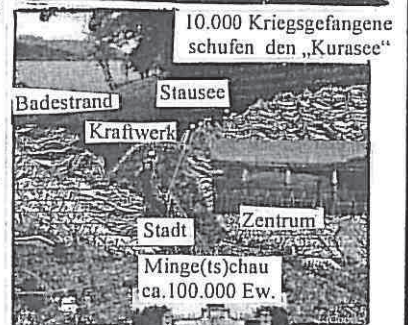 10.000 Kriegsgefangene
schufen den „Kurasee“
Badestrand
Stausee
Kraftwerk
Stadt
Zentrum
Minge(ts)chau
ca.100.000 Ew.